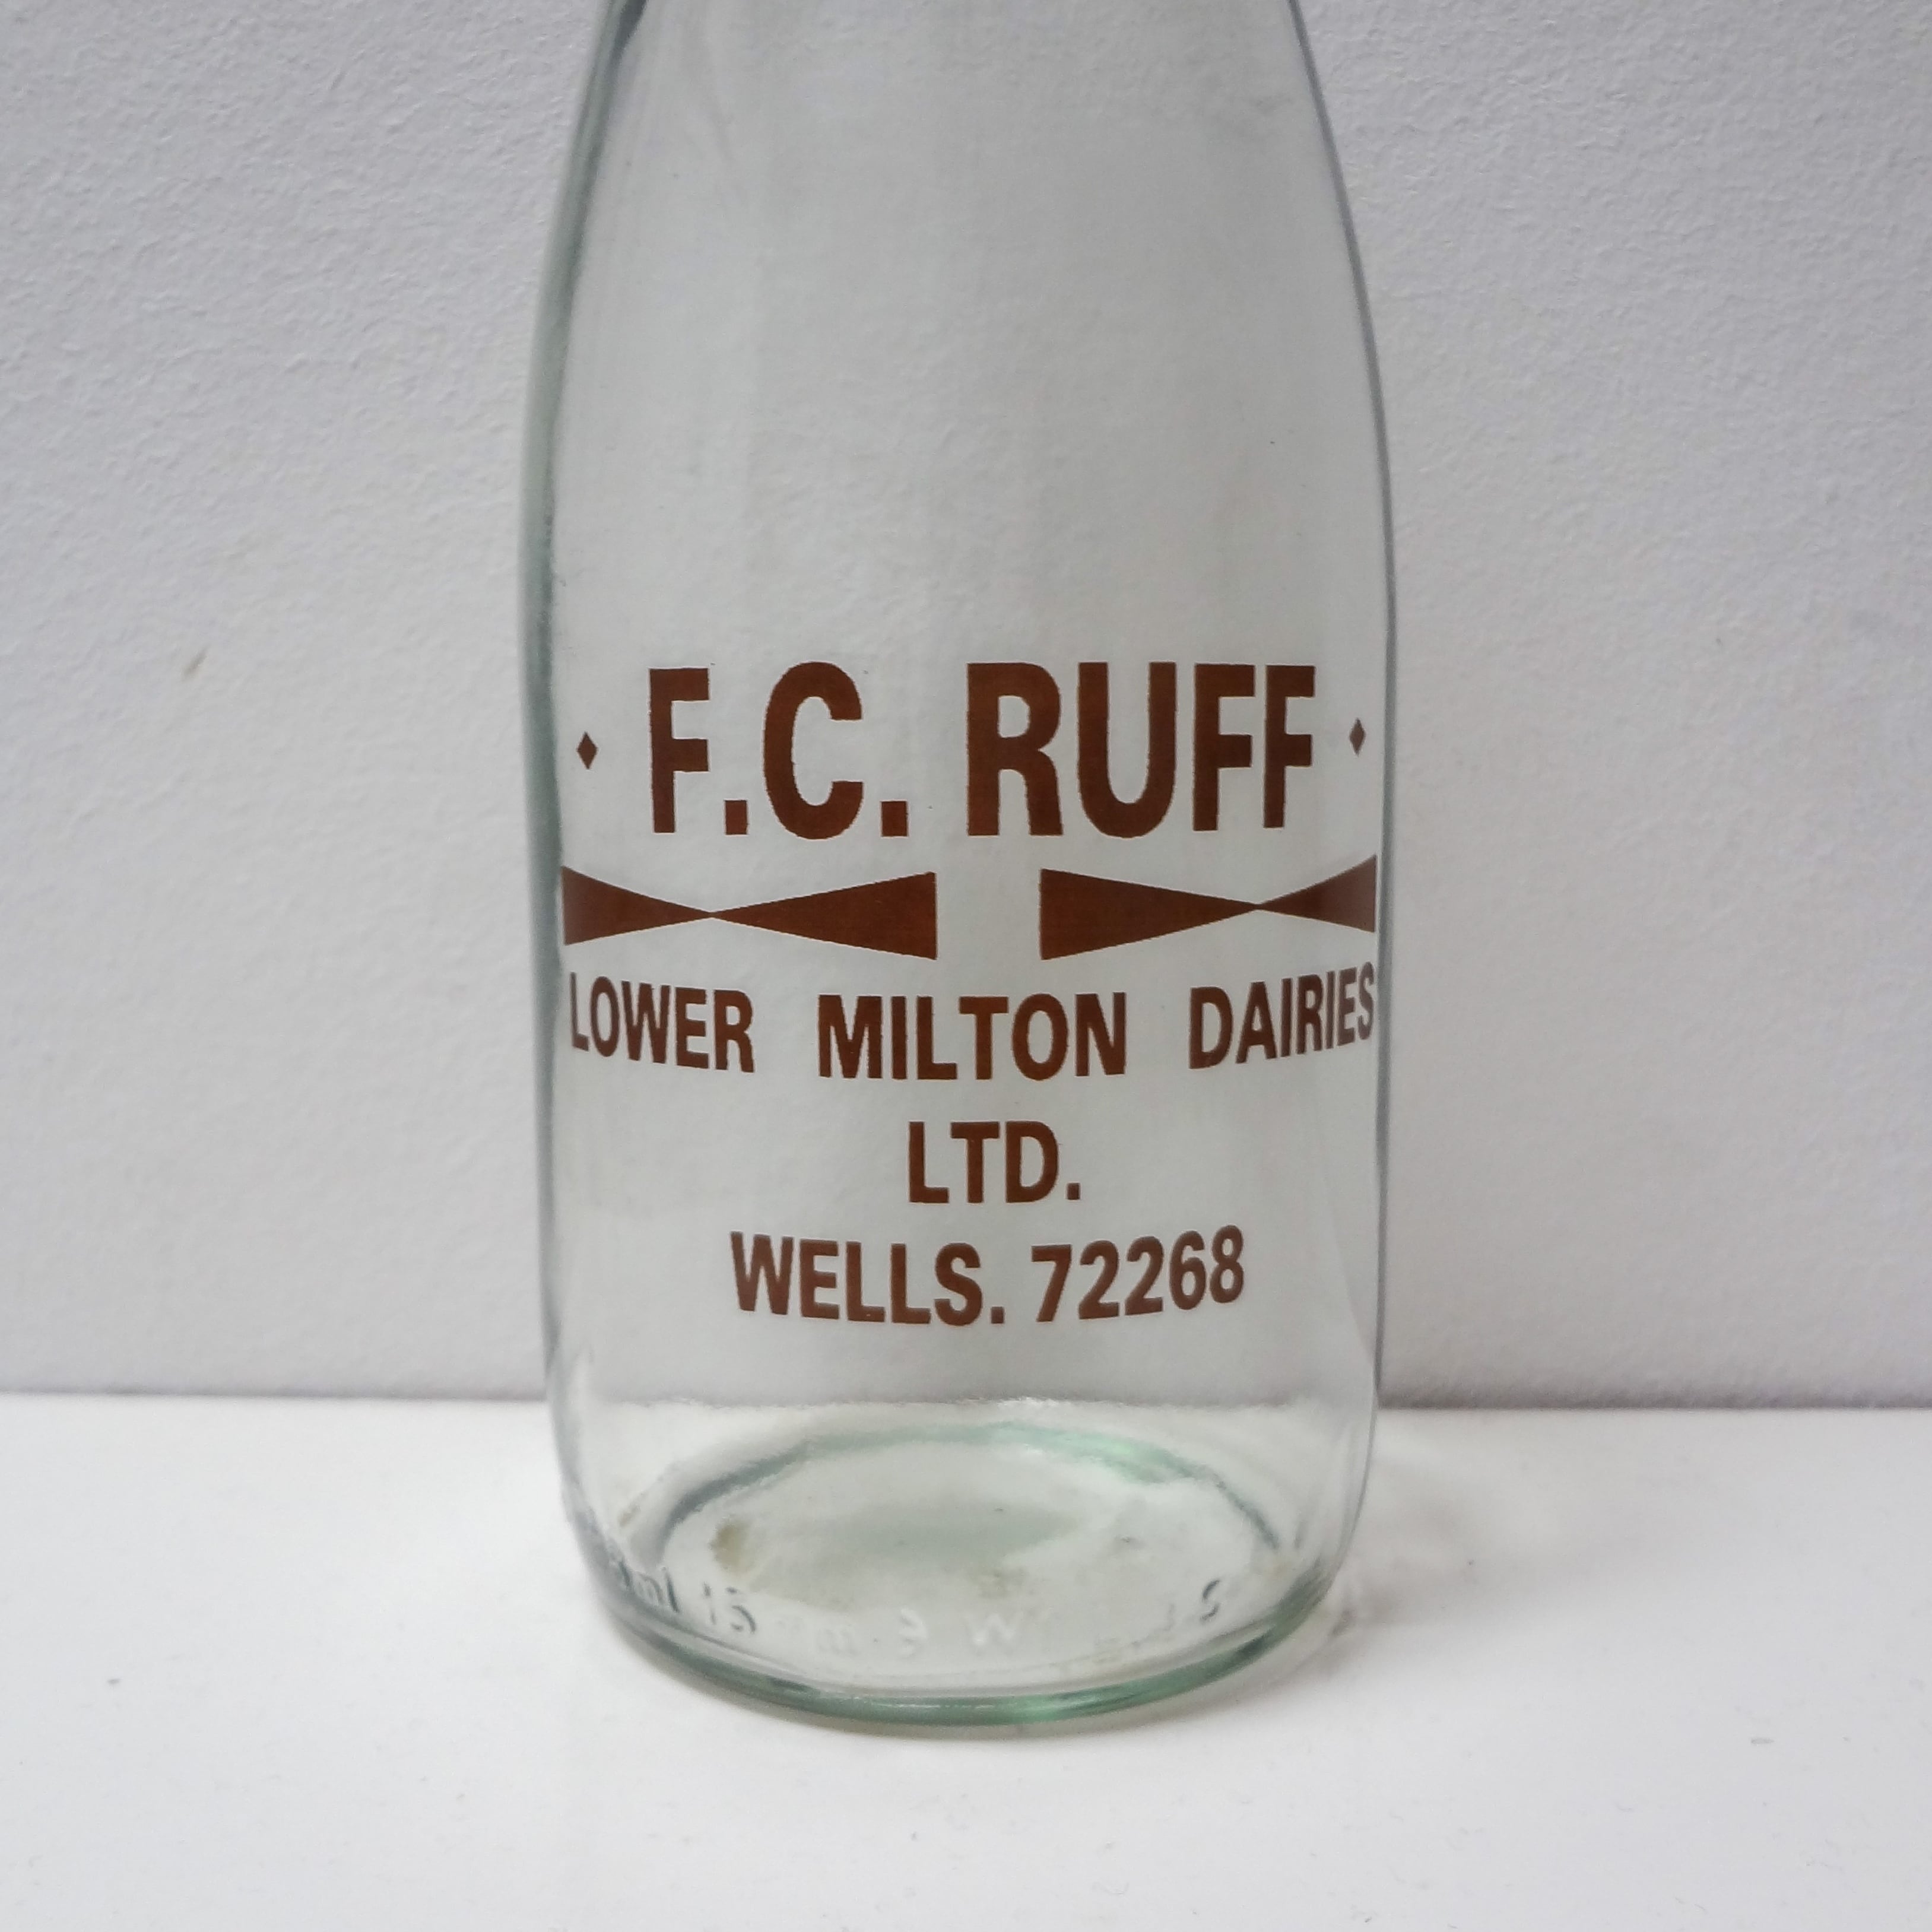 F.C. RUFF
LOWER MILTON DAIRIES
LTD.
WELLS. 72268